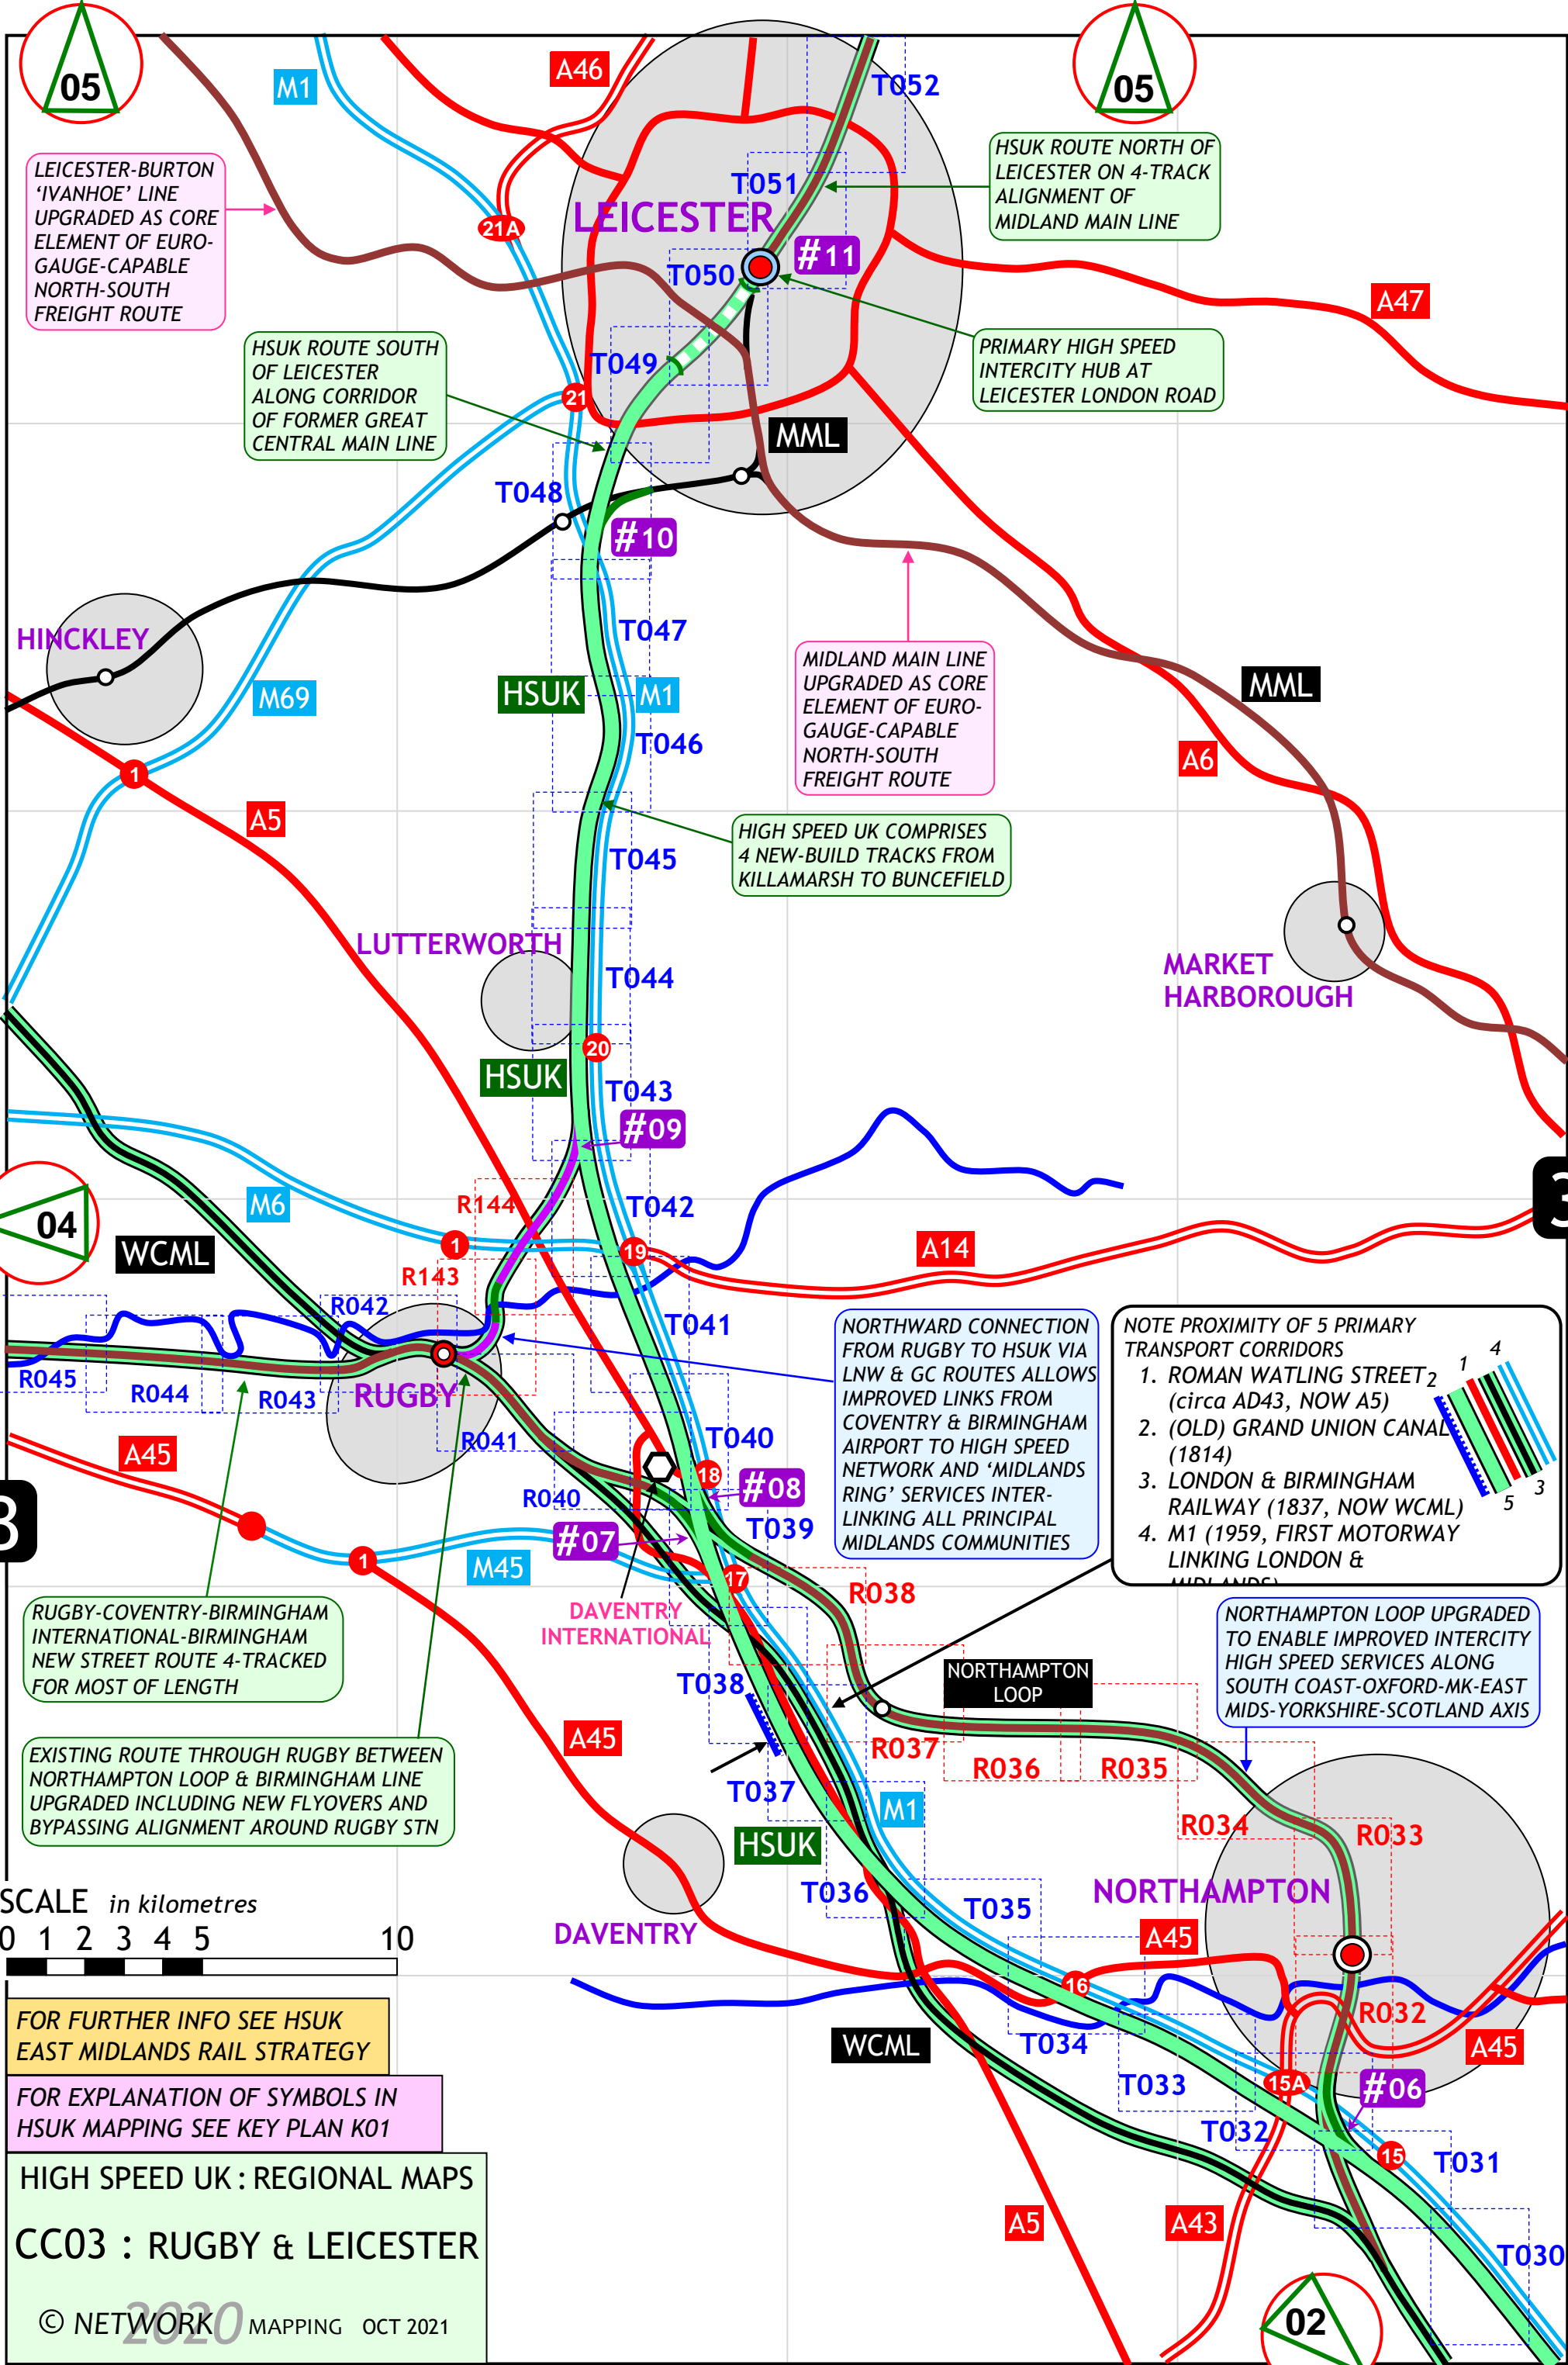 05
05
M1
A46
T052
LEICESTER-BURTON
‘IVANHOE’ LINE
UPGRADED AS CORE
ELEMENT OF EURO-
GAUGE-CAPABLE
NORTH-SOUTH
FREIGHT ROUTE
HSUK ROUTE NORTH OF
LEICESTER ON 4-TRACK
ALIGNMENT OF
MIDLAND MAIN LINE
T051
LEICESTER
21A
#11
T050
A47
HSUK ROUTE SOUTH
OF LEICESTER
ALONG CORRIDOR
OF FORMER GREAT
CENTRAL MAIN LINE
PRIMARY HIGH SPEED
INTERCITY HUB AT
LEICESTER LONDON ROAD
T049
21
MML
T048
#10
HINCKLEY
T047
M69
HSUK
M1
MIDLAND MAIN LINE
UPGRADED AS CORE
ELEMENT OF EURO-
GAUGE-CAPABLE
NORTH-SOUTH
FREIGHT ROUTE
MML
T046
A6
1
A5
HIGH SPEED UK COMPRISES
4 NEW-BUILD TRACKS FROM
KILLAMARSH TO BUNCEFIELD
T045
LUTTERWORTH
T044
MARKET
HARBOROUGH
20
HSUK
T043
#09
R144
M6
T042
04
WCML
1
19
A14
3
R143
R042
T041
R045
R044
R043
RUGBY
R041
NORTHWARD CONNECTION
FROM RUGBY TO HSUK VIA
LNW & GC ROUTES ALLOWS
IMPROVED LINKS FROM
COVENTRY & BIRMINGHAM
AIRPORT TO HIGH SPEED
NETWORK AND ‘MIDLANDS
RING’ SERVICES INTER-
LINKING ALL PRINCIPAL
MIDLANDS COMMUNITIES
NOTE PROXIMITY OF 5 PRIMARY
TRANSPORT CORRIDORS
1. ROMAN WATLING STREET
(circa AD43, NOW A5)
2. (OLD) GRAND UNION CANAL
(1814)
3. LONDON & BIRMINGHAM
RAILWAY (1837, NOW WCML)
4. M1 (1959, FIRST MOTORWAY
LINKING LONDON &
MIDLANDS)
1
4
2
5
3
A45
T040
18
#08
R040
T039
#07
3
1
M45
17
R038
DAVENTRY
INTERNATIONAL
RUGBY-COVENTRY-BIRMINGHAM
INTERNATIONAL-BIRMINGHAM
NEW STREET ROUTE 4-TRACKED
FOR MOST OF LENGTH
NORTHAMPTON LOOP UPGRADED
TO ENABLE IMPROVED INTERCITY
HIGH SPEED SERVICES ALONG
SOUTH COAST-OXFORD-MK-EAST
MIDS-YORKSHIRE-SCOTLAND AXIS
T038
NORTHAMPTON
LOOP
A45
R037
R036
R035
EXISTING ROUTE THROUGH RUGBY BETWEEN
NORTHAMPTON LOOP & BIRMINGHAM LINE
UPGRADED INCLUDING NEW FLYOVERS AND
BYPASSING ALIGNMENT AROUND RUGBY STN
T037
M1
R034
R033
HSUK
T036
NORTHAMPTON
T035
DAVENTRY
A45
SCALE in kilometres
0 1 2 3 4 5 10
16
R032
WCML
T034
A45
T033
15A
#06
T032
15
T031
FOR FURTHER INFO SEE HSUK
EAST MIDLANDS RAIL STRATEGY
FOR EXPLANATION OF SYMBOLS IN
HSUK MAPPING SEE KEY PLAN K01
HIGH SPEED UK : REGIONAL MAPS
CC03 : RUGBY & LEICESTER
A5
A43
T030
02
© NETWORK 2020 MAPPING OCT 2021